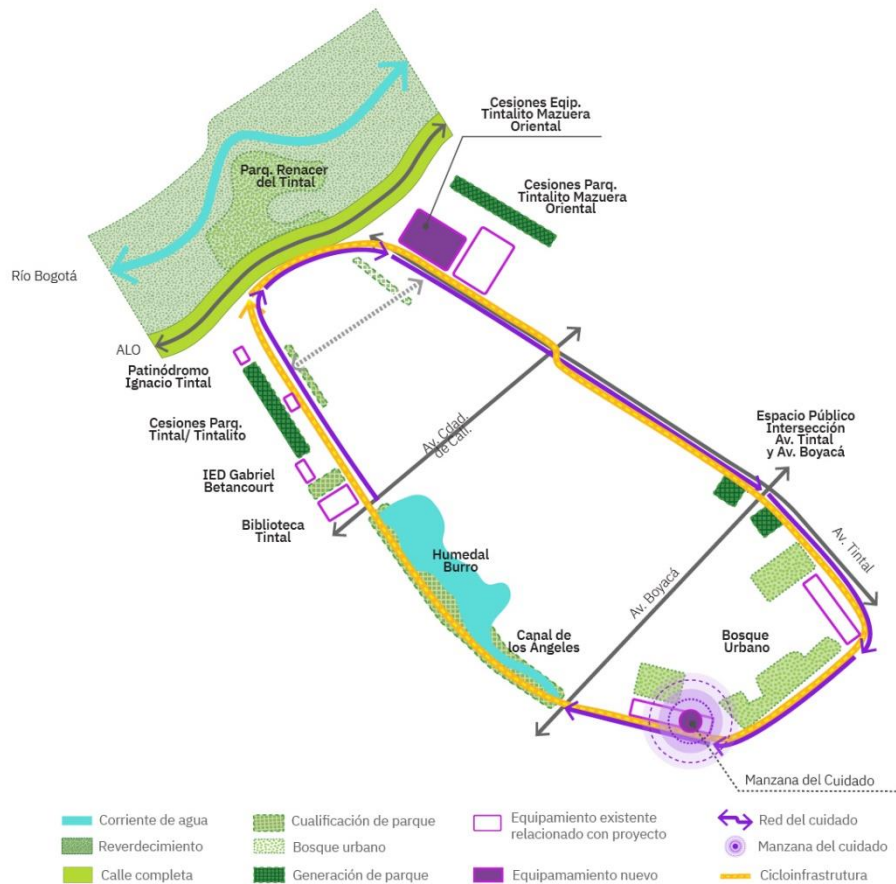 Cesiones Eqip.
Tintalito Mazuera
Oriental
Parq. Renacer
del Tintal
Cesiones Parq.
Tintalito Mazuera
Oriental
Río Bogotá
ALO
Patinódromo
Ignacio Tintal
Cesiones Parq.
Tintal/ Tintalito
Av. Cdad.
de Cali.
Espacio Público
Intersección
Av. Tintal
y Av. Boyacá
IED Gabriel
Betancourt
Biblioteca
Tintal
Av. Tintal
Humedal
Burro
Av. Boyacá
Canal de
los Ángeles
Bosque
Urbano
Manzana del Cuidado
Corriente de agua
Reverdecimiento
Calle completa
Cualificación de parque
Bosque urbano
Generación de parque
Equipamiento existente
relacionado con proyecto
Equipamamiento nuevo
Red del cuidado
Manzana del cuidado
Cicloinfrastrutura